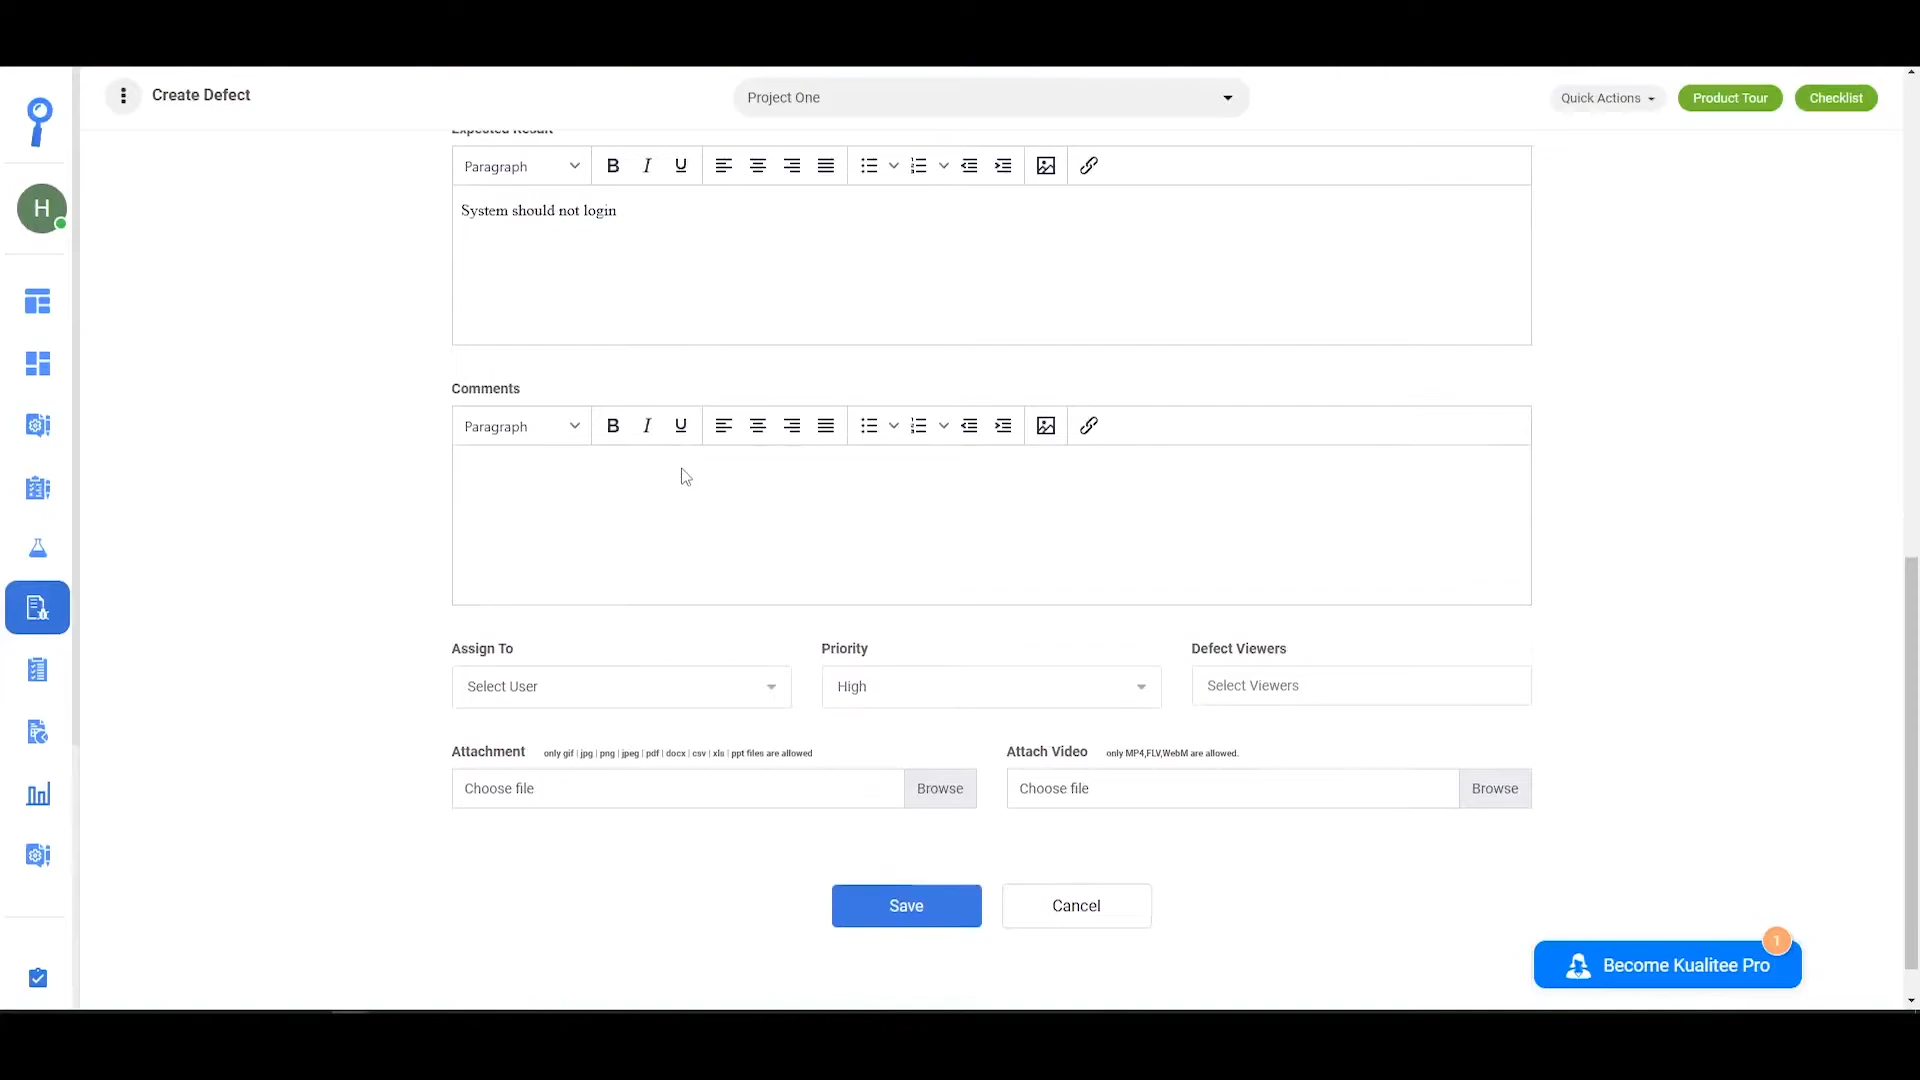 Create Defect
Project One
Quick Actions
Product Tour
Checklist
H
Expected Result
Paragraph
B I U
System should not login
Comments
Paragraph
B I U
Assign To
Priority
Defect Viewers
Select User
High
Select Viewers
Attachment only gif | jpg | png | jpeg | pdf | docx | csv | xls | ppt files are allowed
Attach Video only MP4,FLV,WebM are allowed.
Choose file
Browse
Choose file
Browse
Save
Cancel
1
Become Kualitee Pro